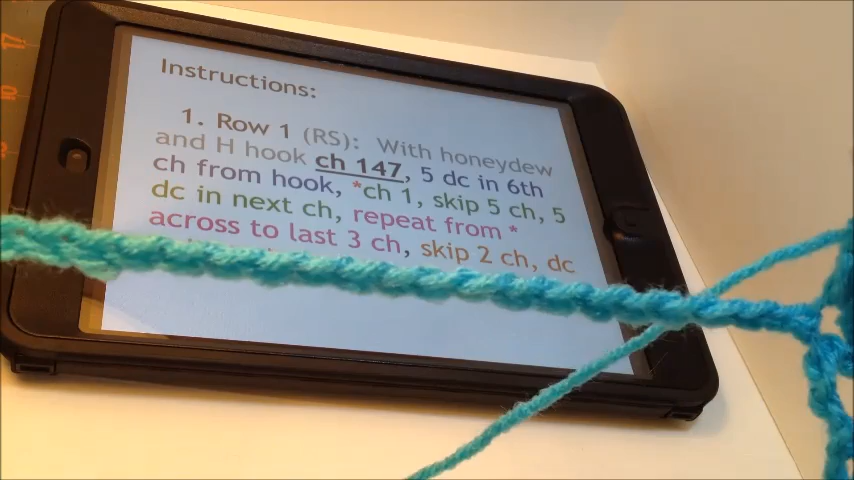 Instructions:
1. Row 1 (RS): With honeydew
and H hook ch 147, 5 dc in 6th
ch from hook, *ch 1, skip 5 ch, 5
dc in next ch, repeat from *
across to last 3 ch, skip 2 ch, dc